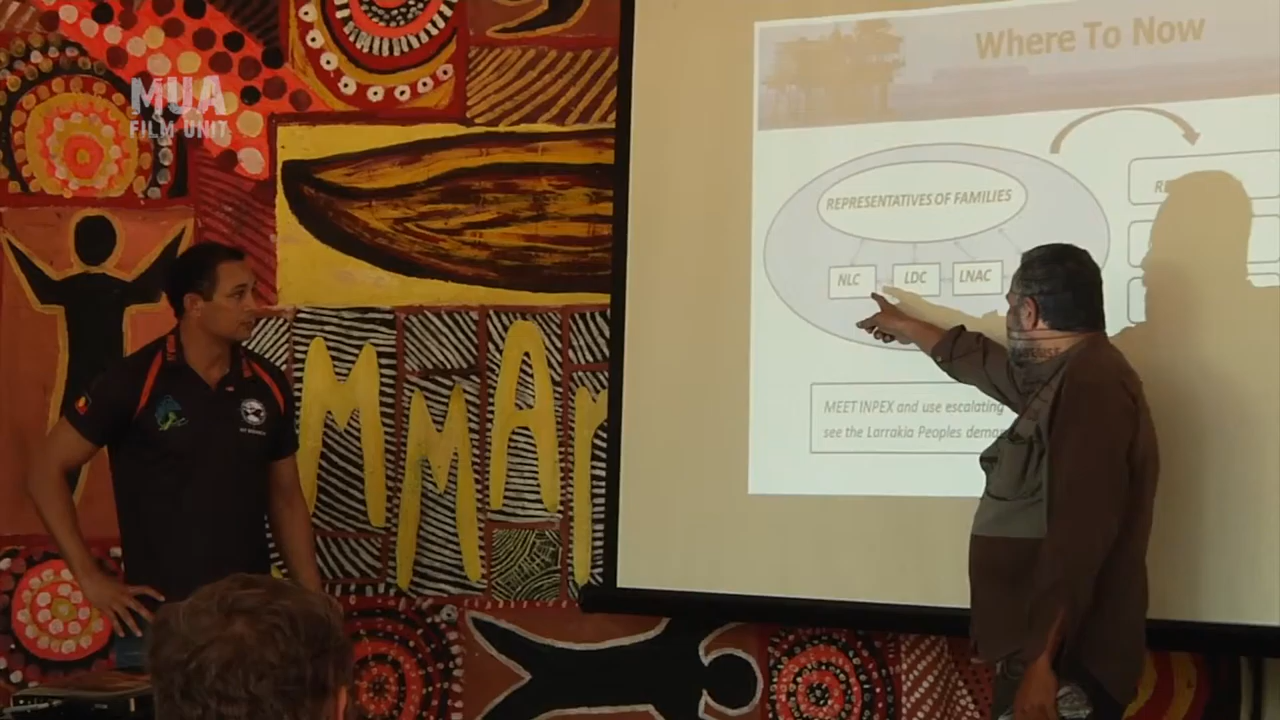 MUA
FILM UNIT
Where To Now
REPRESENTATIVES OF FAMILIES
NLC
LDC
LNAC
MEET INPEX and use escalating
see the Larrakia Peoples